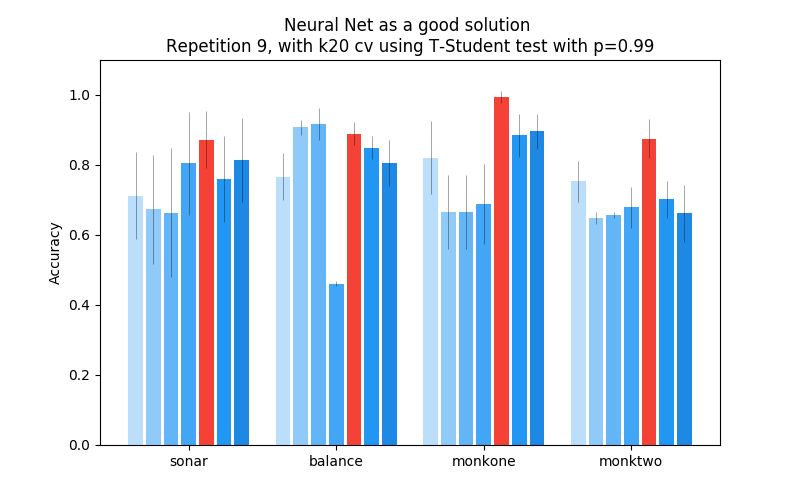 Neural Net as a good solution
Repetition 9, with k20 cv using T-Student test with p=0.99
Accuracy
1.0
0.8
0.6
0.4
0.2
0.0
sonar
balance
monkone
monktwo